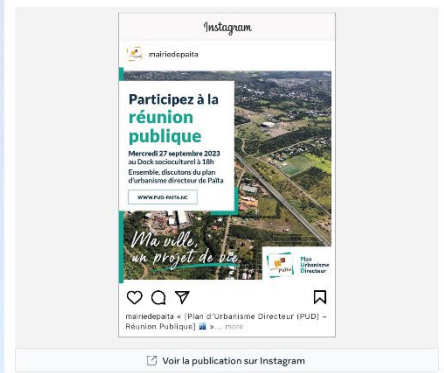 Instagram
mairiedepaita
Participez à la
réunion
publique
Mercredi 27 septembre 2023
au Dock socioculturel à 18h
Ensemble, discutons du plan
d'urbanisme directeur de Païta
WWW.PUD-PAITA.NC
Ma ville,
un projet de vie
Païta
Plan
Urbanisme
Directeur
mairiedepaita « [Plan d'Urbanisme Directeur (PUD) –
Réunion Publique] 🏙 »... more
Voir la publication sur Instagram